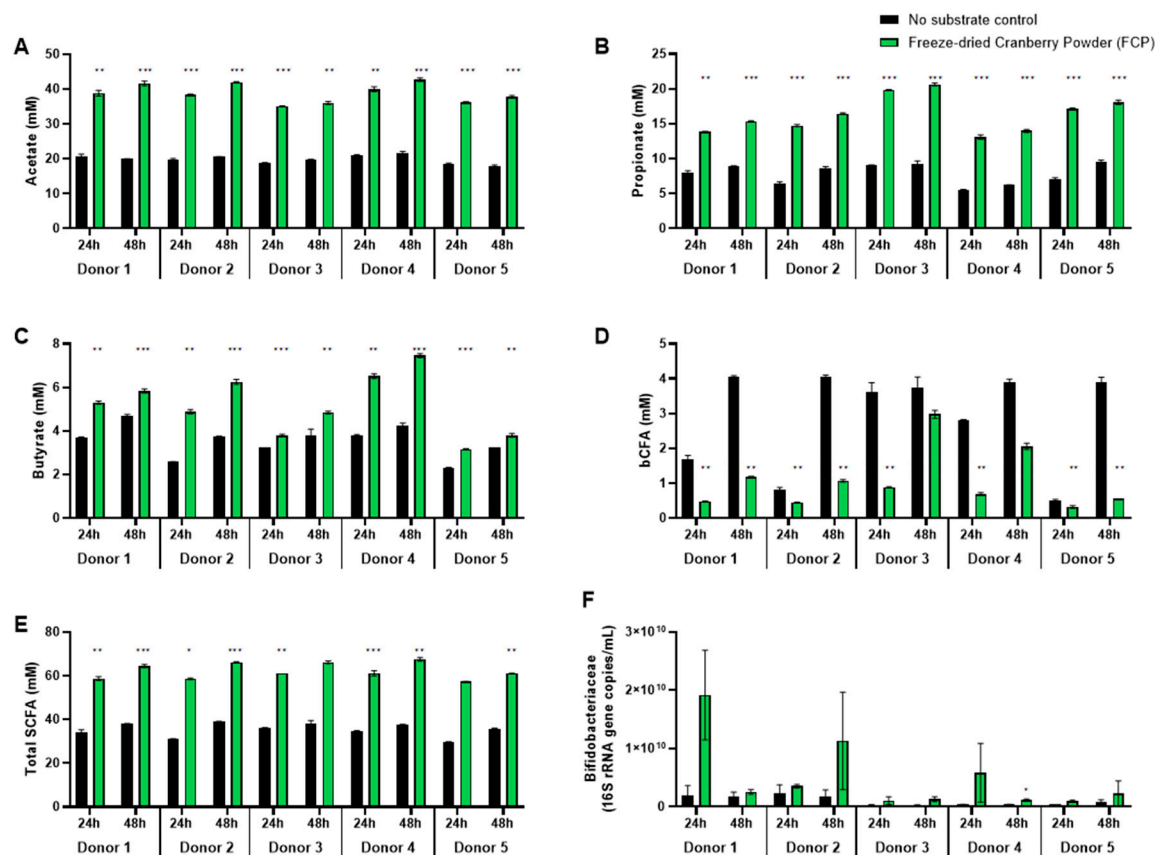 No substrate control
Freeze-dried Cranberry Powder (FCP)
A
Acetate (mM)
50
40
30
20
10
0
** *** ** *** *** ** ** *** *** ***
24h 48h 24h 48h 24h 48h 24h 48h 24h 48h
Donor 1 Donor 2 Donor 3 Donor 4 Donor 5
B
Propionate (mM)
25
20
15
10
5
0
** *** *** *** *** *** *** *** *** ***
24h 48h 24h 48h 24h 48h 24h 48h 24h 48h
Donor 1 Donor 2 Donor 3 Donor 4 Donor 5
C
Butyrate (mM)
8
6
4
2
0
** *** ** *** *** ** ** *** *** **
24h 48h 24h 48h 24h 48h 24h 48h 24h 48h
Donor 1 Donor 2 Donor 3 Donor 4 Donor 5
D
bCFA (mM)
5
4
3
2
1
0
** ** ** ** ** ** ** **
24h 48h 24h 48h 24h 48h 24h 48h 24h 48h
Donor 1 Donor 2 Donor 3 Donor 4 Donor 5
E
Total SCFA (mM)
80
60
40
20
0
** *** * *** ** *** ** **
24h 48h 24h 48h 24h 48h 24h 48h 24h 48h
Donor 1 Donor 2 Donor 3 Donor 4 Donor 5
F
Bifidobacteriaceae
(16S rRNA gene copies/mL)
3×10¹⁰
2×10¹⁰
1×10¹⁰
0
*
24h 48h 24h 48h 24h 48h 24h 48h 24h 48h
Donor 1 Donor 2 Donor 3 Donor 4 Donor 5